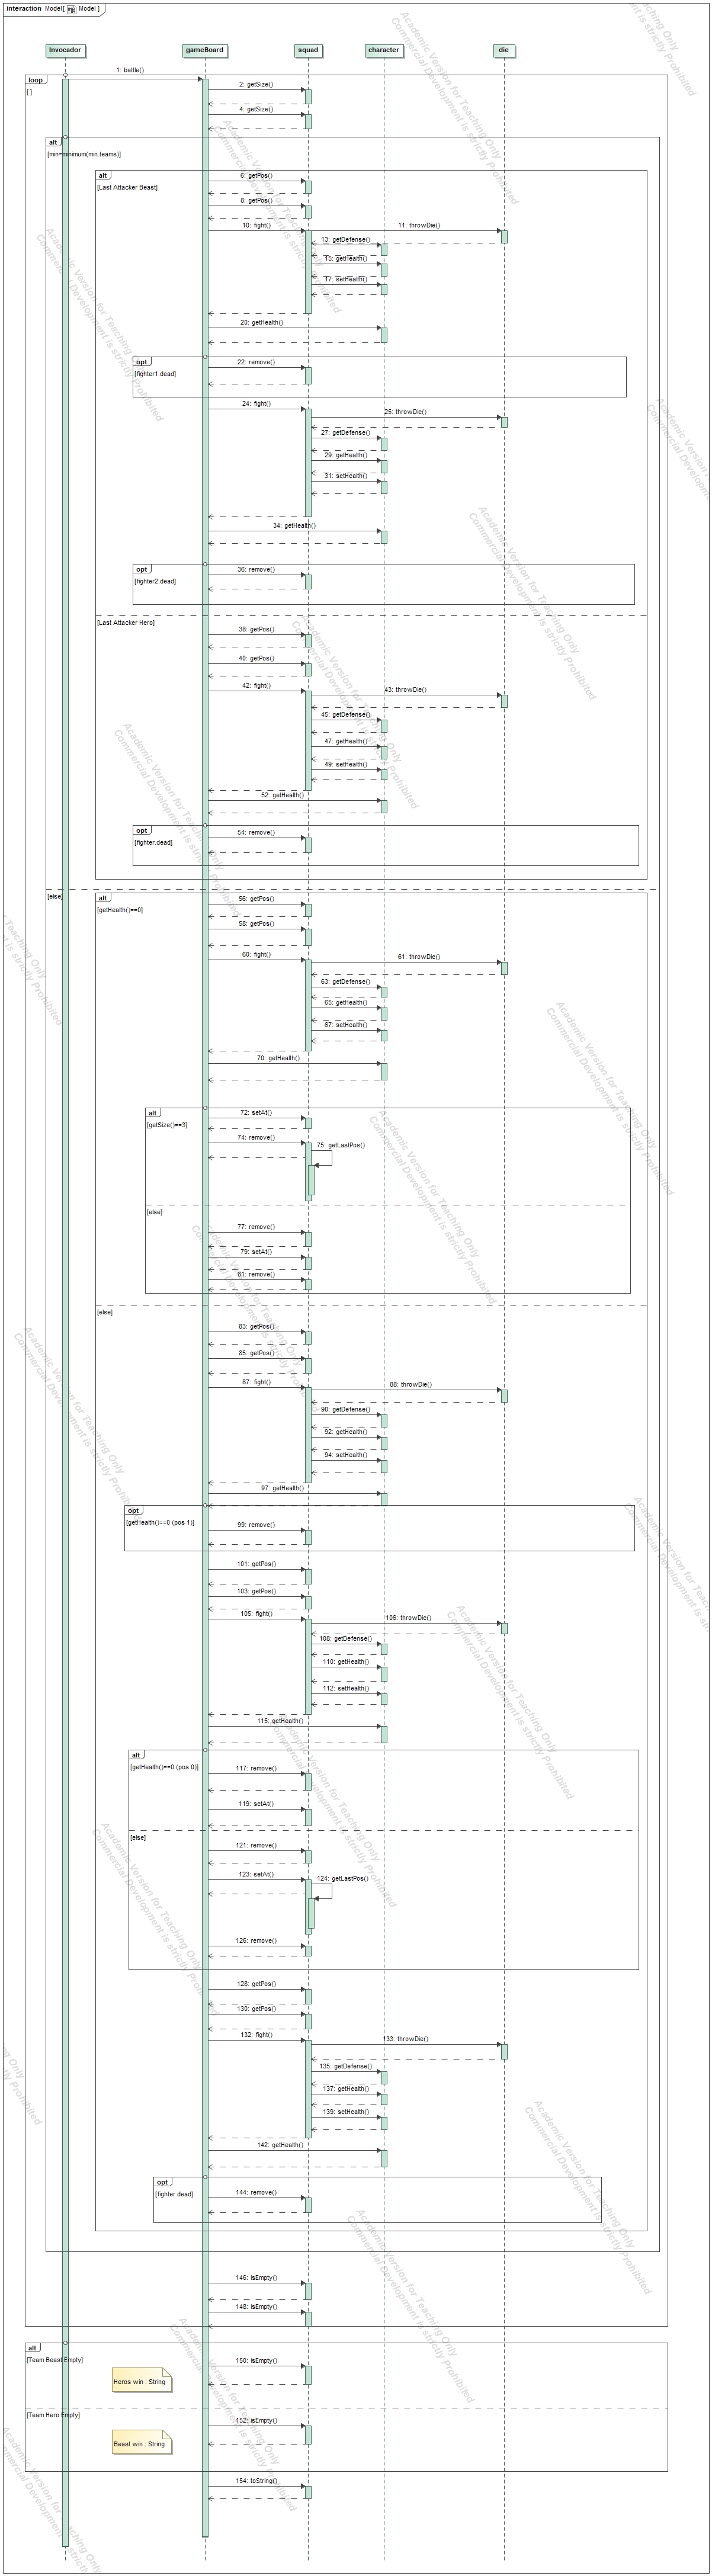 interaction Model[ Model ]
Invocador
gameBoard
squad
character
die
1: battle()
loop
[ ]
2: getSize()
4: getSize()
alt
[min=minimum(min.teams)]
alt
[Last Attacker Beast]
6: getPos()
8: getPos()
10: fight()
11: throwDie()
13: getDefense()
15: getHealth()
17: setHealth()
20: getHealth()
opt
[fighter1.dead]
22: remove()
24: fight()
25: throwDie()
27: getDefense()
29: getHealth()
31: setHealth()
34: getHealth()
opt
[fighter2.dead]
36: remove()
[Last Attacker Hero]
38: getPos()
40: getPos()
42: fight()
43: throwDie()
45: getDefense()
47: getHealth()
49: setHealth()
52: getHealth()
opt
[fighter.dead]
54: remove()
[else]
alt
[getHealth()==0]
56: getPos()
58: getPos()
60: fight()
61: throwDie()
63: getDefense()
65: getHealth()
67: setHealth()
70: getHealth()
alt
[getSize()==3]
72: setAt()
74: remove()
75: getLastPos()
[else]
77: remove()
79: setAt()
81: remove()
[else]
83: getPos()
85: getPos()
87: fight()
88: throwDie()
90: getDefense()
92: getHealth()
94: setHealth()
97: getHealth()
opt
[getHealth()==0 (pos 1)]
99: remove()
101: getPos()
103: getPos()
105: fight()
106: throwDie()
108: getDefense()
110: getHealth()
112: setHealth()
115: getHealth()
alt
[getHealth()==0 (pos 0)]
117: remove()
119: setAt()
[else]
121: remove()
123: setAt()
124: getLastPos()
126: remove()
128: getPos()
130: getPos()
132: fight()
133: throwDie()
135: getDefense()
137: getHealth()
139: setHealth()
142: getHealth()
opt
[fighter.dead]
144: remove()
146: isEmpty()
148: isEmpty()
alt
[Team Beast Empty]
150: isEmpty()
Heros win : String
[Team Hero Empty]
152: isEmpty()
Beast win : String
154: toString()
Academic Version for Teaching Only
Commercial Development is strictly Prohibited